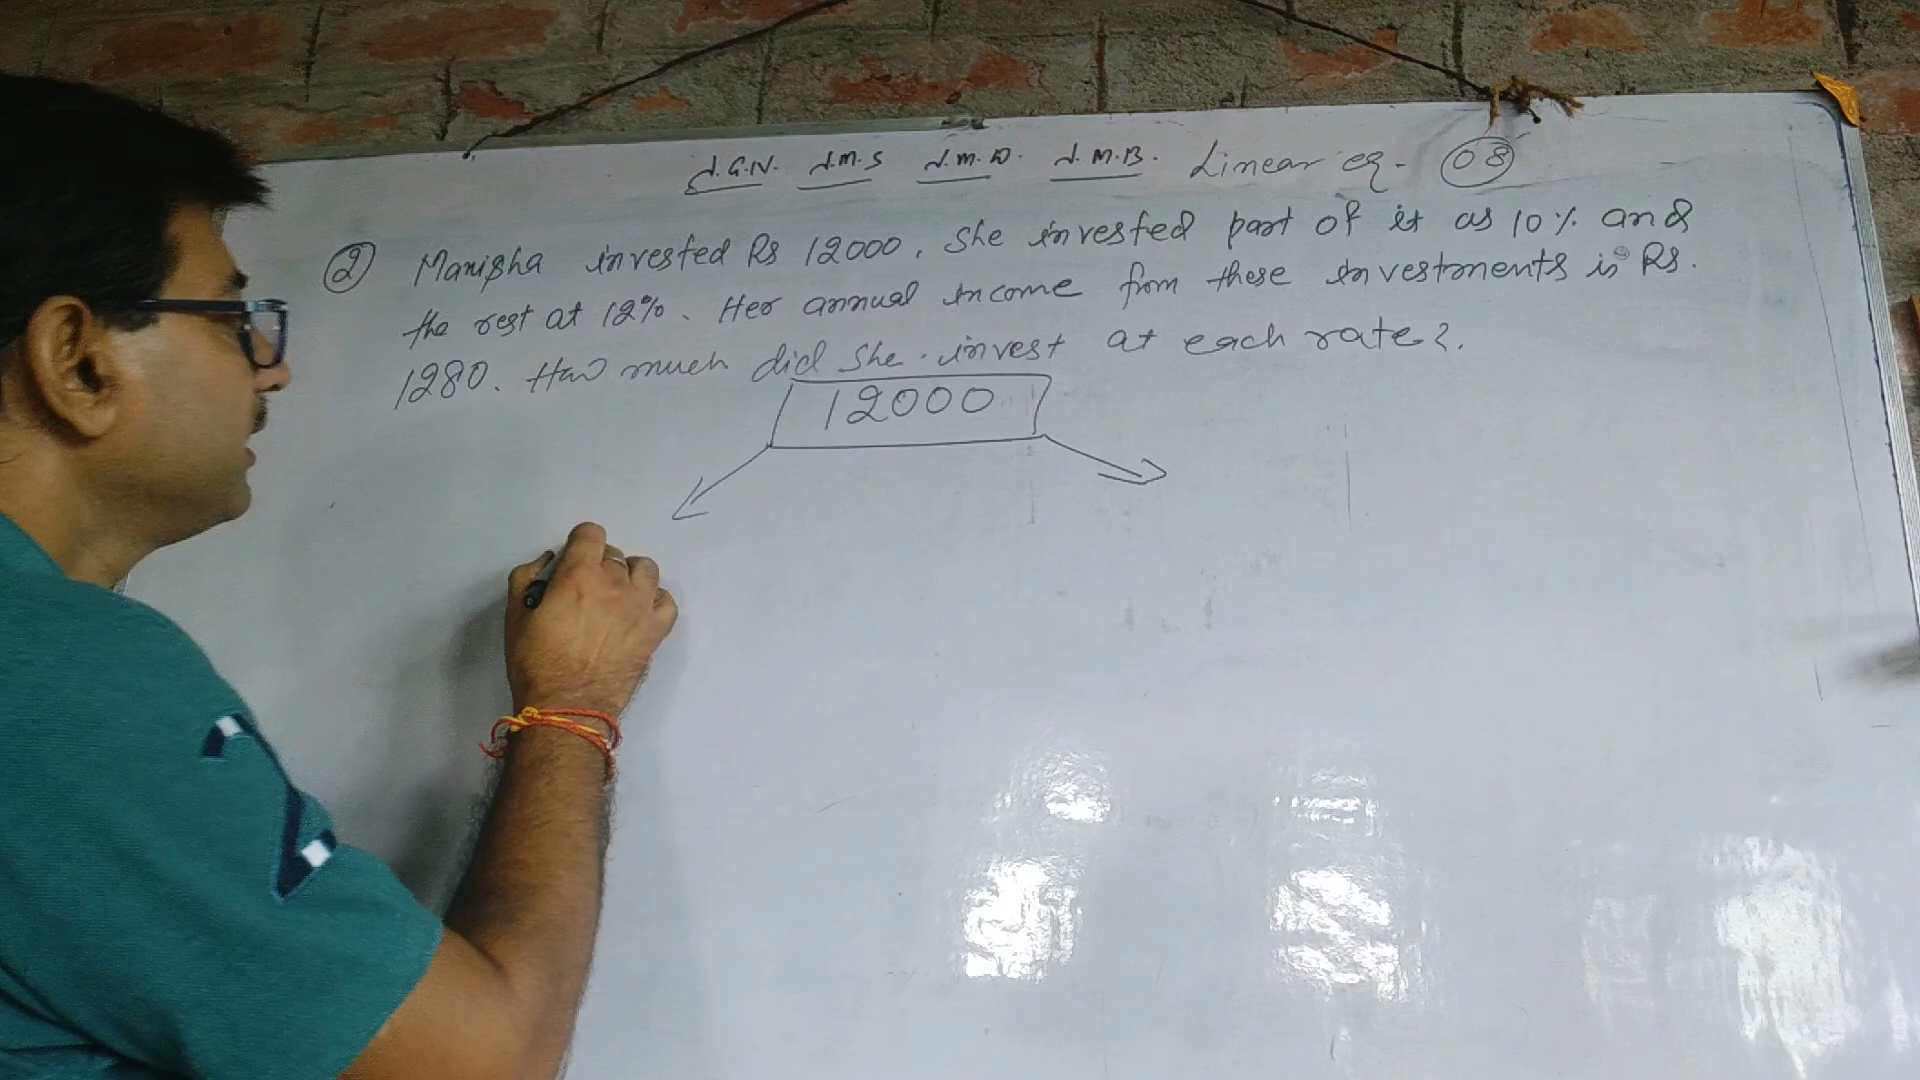 J.G.N. J.M.S J.M.D. J.M.B. Linear eq- 08
② Manisha invested Rs 12000. She invested part of it as 10% and
the rest at 12%. Her annual income from these investments is Rs.
1280. How much did she invest at each rate?.
12000